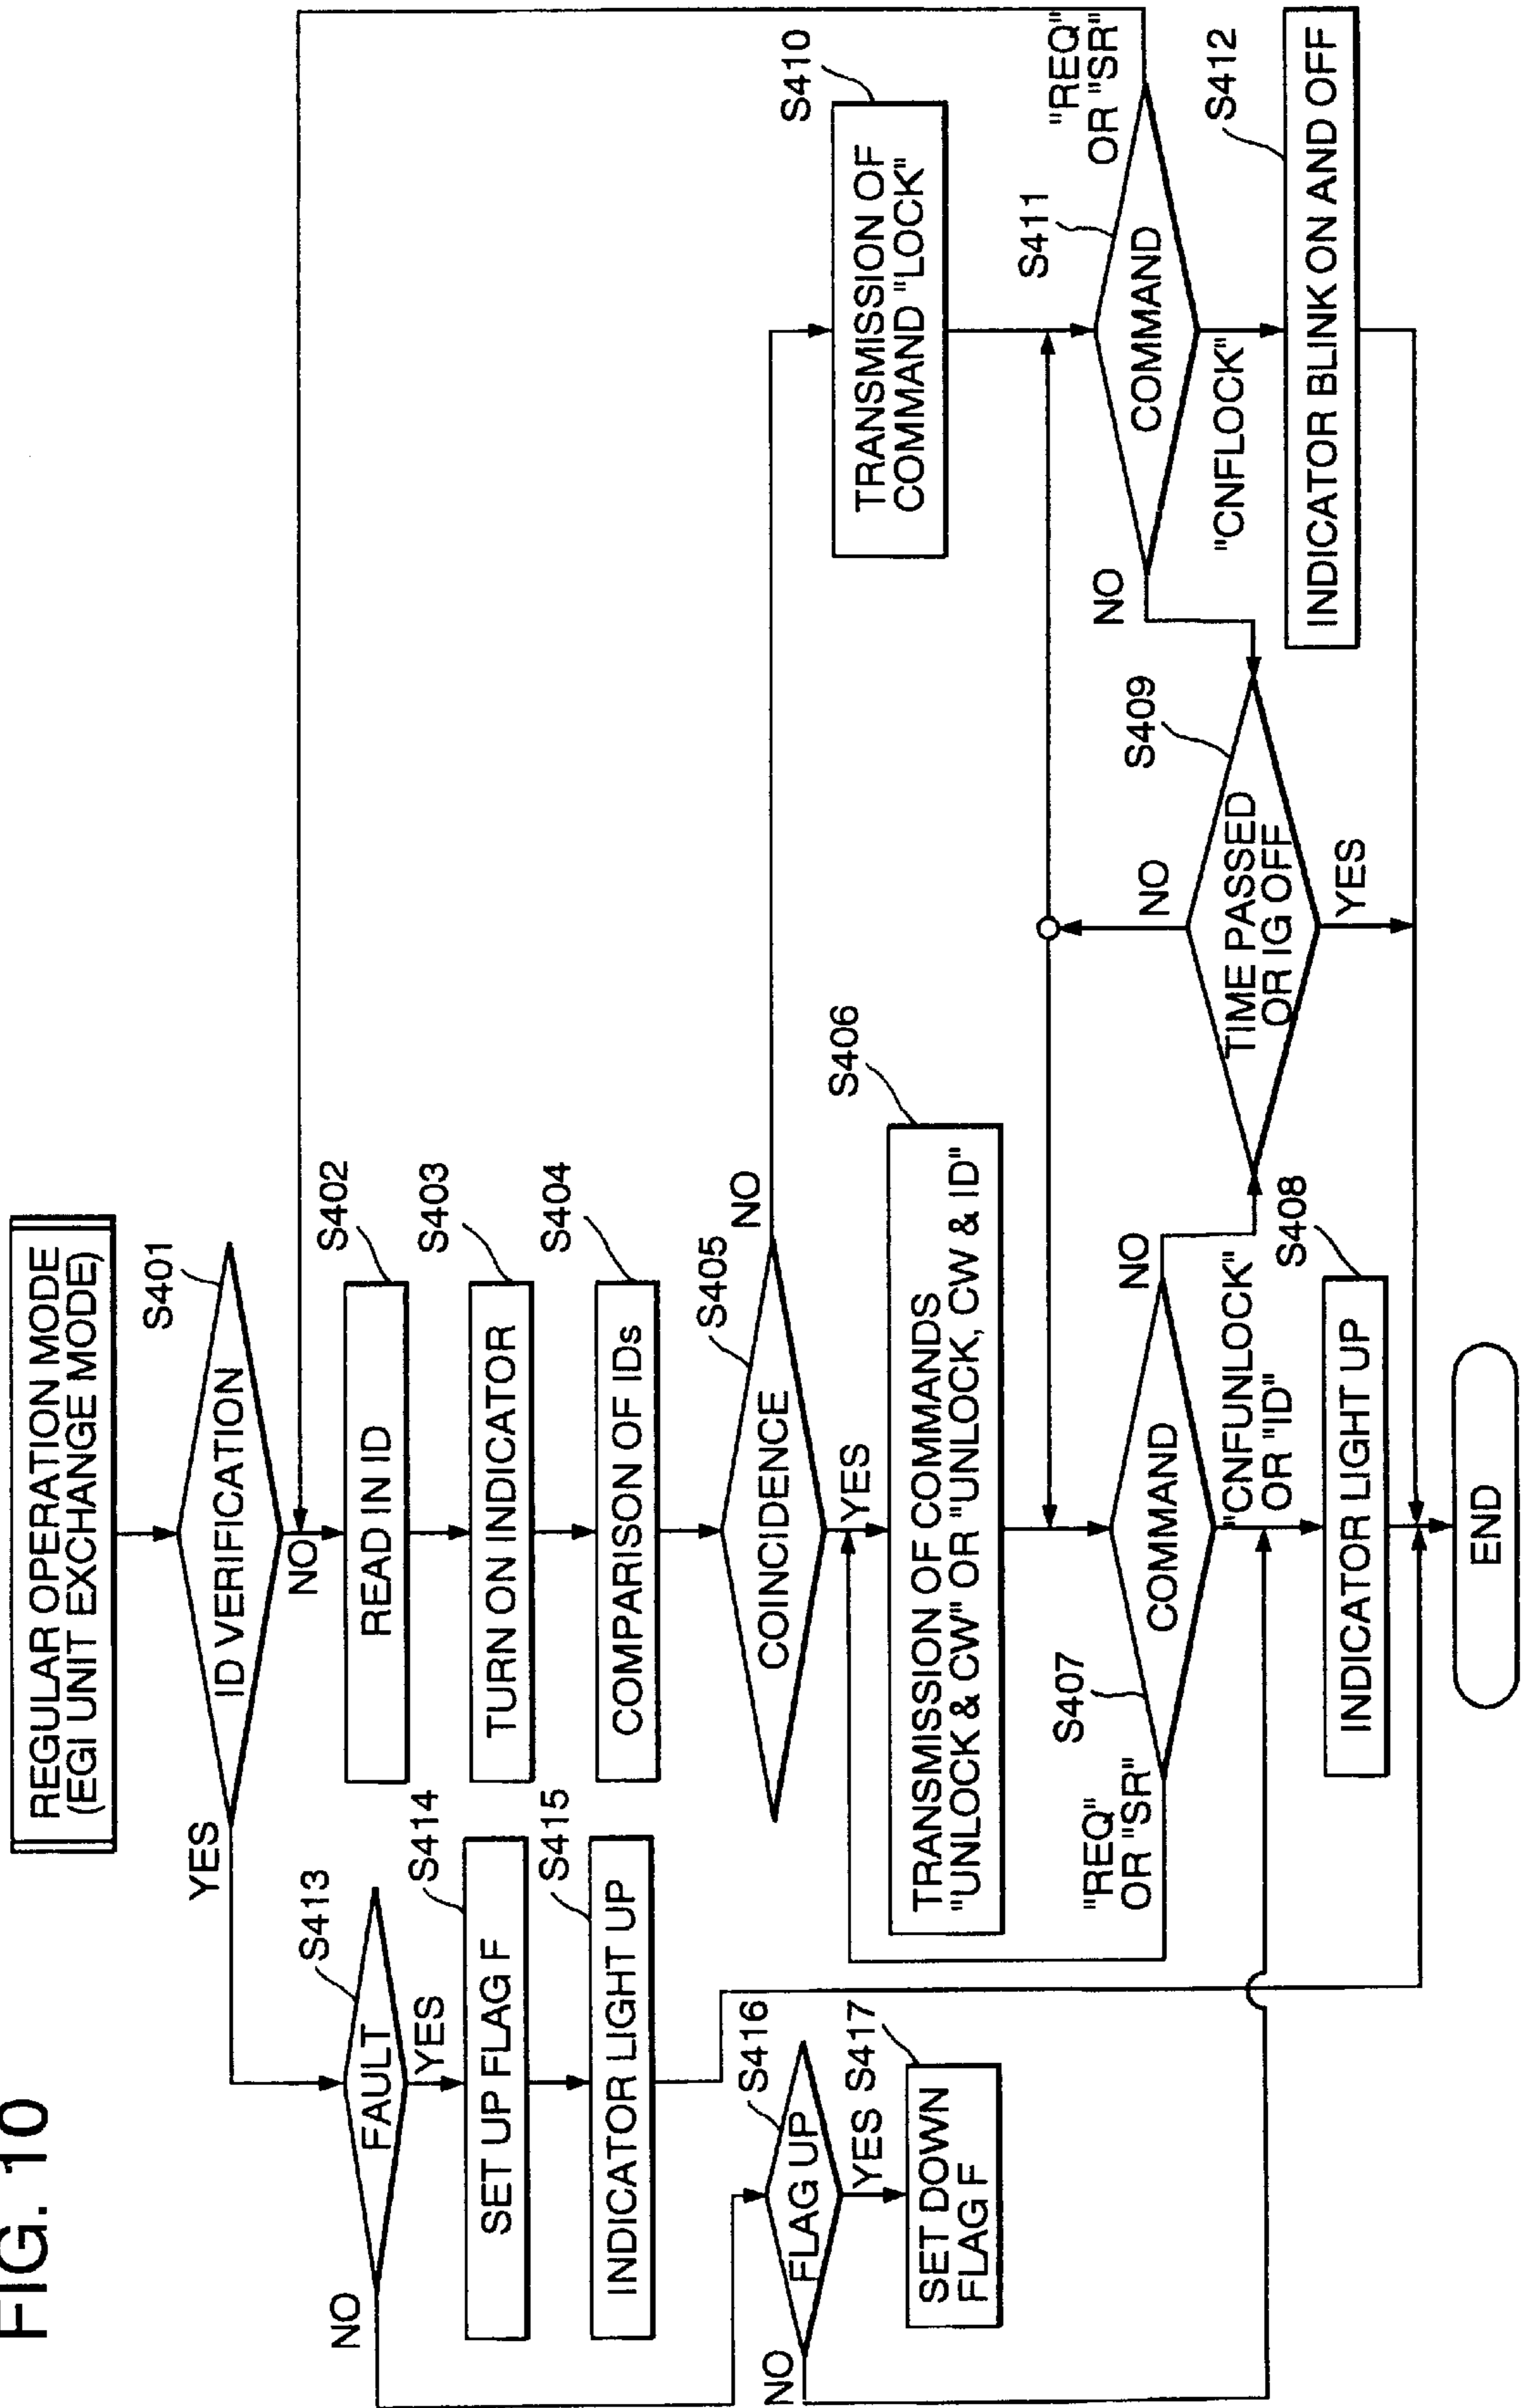 FIG. 10
REGULAR OPERATION MODE
(EGI UNIT EXCHANGE MODE)
S401
ID VERIFICATION
YES
NO
S402
READ IN ID
S403
TURN ON INDICATOR
S404
COMPARISON OF IDs
S405
COINCIDENCE
NO
YES
S406
TRANSMISSION OF COMMANDS
"UNLOCK & CW" OR "UNLOCK, CW & ID"
S407
COMMAND
"REQ"
OR "SR"
NO
"CNFUNLOCK"
OR "ID"
S408
INDICATOR LIGHT UP
END
S409
TIME PASSED
OR IG OFF
NO
YES
S410
TRANSMISSION OF
COMMAND "LOCK"
S411
COMMAND
"REQ"
OR "SR"
NO
"CNFLOCK"
S412
INDICATOR BLINK ON AND OFF
S413
FAULT
NO
YES
S414
SET UP FLAG F
S415
INDICATOR LIGHT UP
S416
FLAG UP
NO
YES
S417
SET DOWN
FLAG F